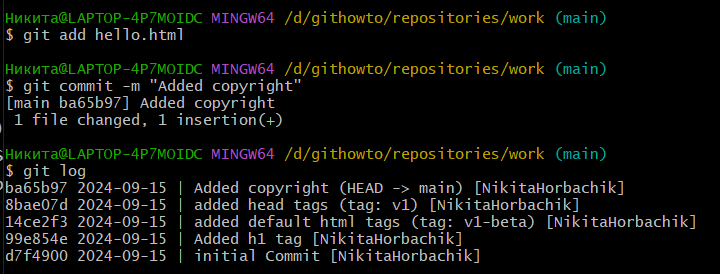 Никита@LAPTOP-4P7MOIDC MINGW64 /d/githowto/repositories/work (main)
$ git add hello.html
Никита@LAPTOP-4P7MOIDC MINGW64 /d/githowto/repositories/work (main)
$ git commit -m "Added copyright"
[main ba65b97] Added copyright
1 file changed, 1 insertion(+)
Никита@LAPTOP-4P7MOIDC MINGW64 /d/githowto/repositories/work (main)
$ git log
ba65b97 2024-09-15 | Added copyright (HEAD -> main) [NikitaHorbachik]
8bae07d 2024-09-15 | added head tags (tag: v1) [NikitaHorbachik]
14ce2f3 2024-09-15 | added default html tags (tag: v1-beta) [NikitaHorbachik]
99e854e 2024-09-15 | Added h1 tag [NikitaHorbachik]
d7f4900 2024-09-15 | initial Commit [NikitaHorbachik]